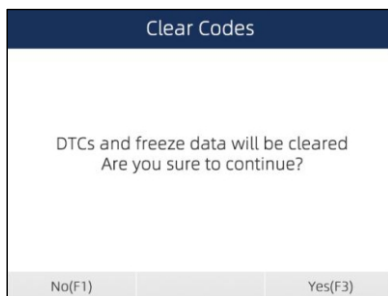 Clear Codes
DTCs and freeze data will be cleared
Are you sure to continue?
No(F1)
Yes(F3)